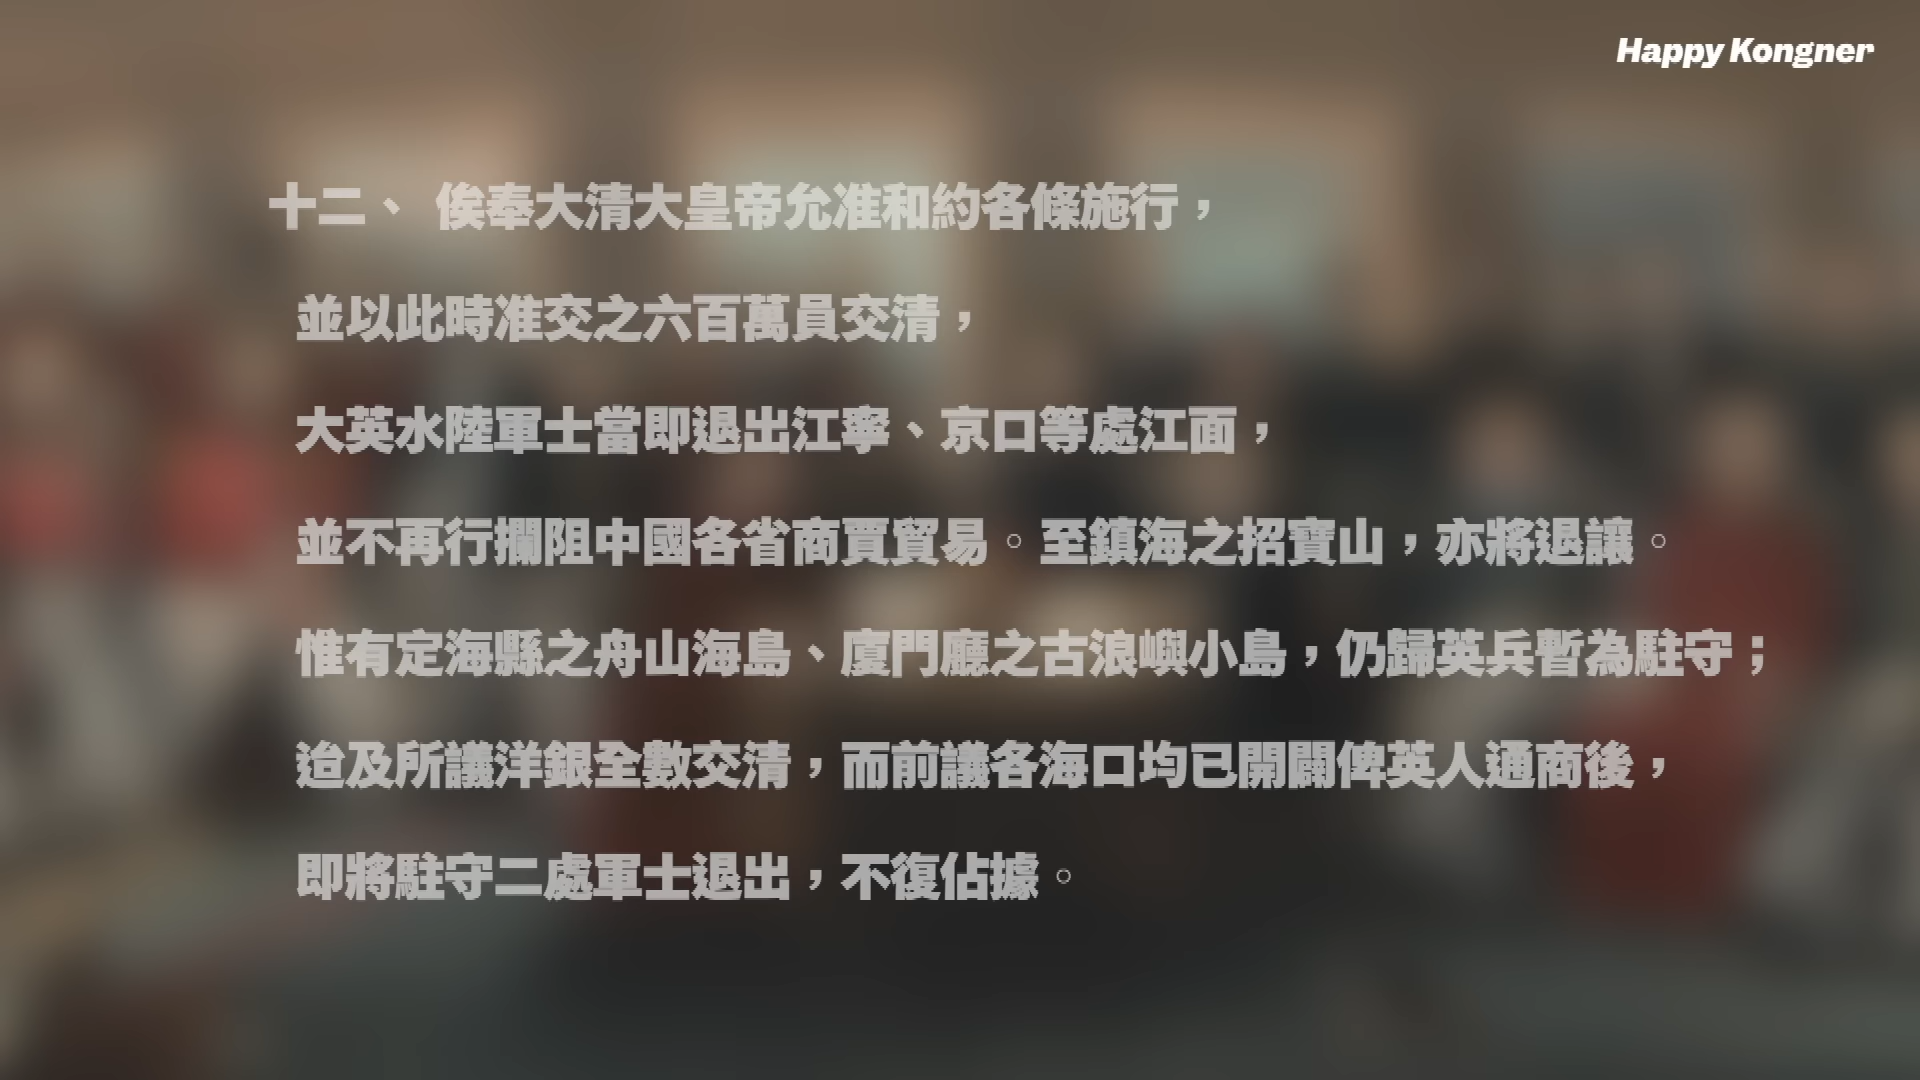 Happy Kongner
十二、 俟奉大清大皇帝允准和約各條施行，
並以此時准交之六百萬員交清，
大英水陸軍士當即退出江寧、京口等處江面，
並不再行攔阻中國各省商賈貿易。至鎮海之招寶山，亦將退讓。
惟有定海縣之舟山海島、廈門廳之古浪嶼小島，仍歸英兵暫為駐守；
迨及所議洋銀全數交清，而前議各海口均已開闢俾英人通商後，
即將駐守二處軍士退出，不復佔據。